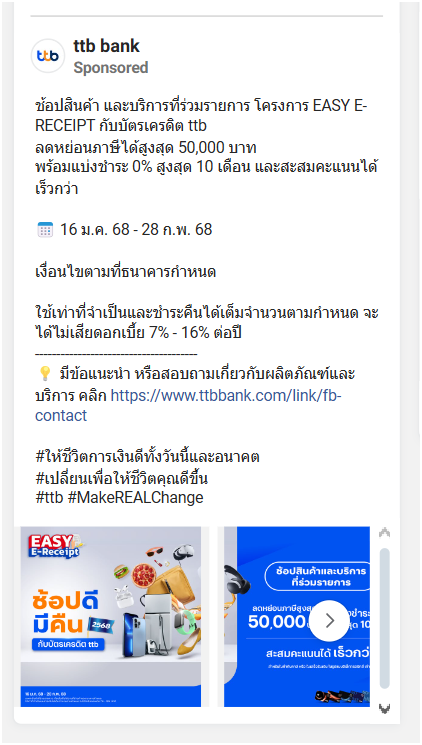 ttb
ttb bank
Sponsored
ช้อปสินค้า และบริการที่ร่วมรายการ โครงการ EASY E-
RECEIPT กับบัตรเครดิต ttb
ลดหย่อนภาษีได้สูงสุด 50,000 บาท
พร้อมแบ่งชำระ 0% สูงสุด 10 เดือน และสะสมคะแนนได้
เร็วกว่า
16 ม.ค. 68 - 28 ก.พ. 68
เงื่อนไขตามที่ธนาคารกำหนด
ใช้เท่าที่จำเป็นและชำระคืนได้เต็มจำนวนตามกำหนด จะ
ได้ไม่เสียดอกเบี้ย 7% - 16% ต่อปี
--------------------------------------
มีข้อแนะนำ หรือสอบถามเกี่ยวกับผลิตภัณฑ์และ
บริการ คลิก https://www.ttbbank.com/link/fb-
contact
#ให้ชีวิตการเงินดีทั้งวันนี้และอนาคต
#เปลี่ยนเพื่อให้ชีวิตคุณดีขึ้น
#ttb #MakeREALChange
EASY
E-Receipt
ช้อปดี
มีคืน 2568
กับบัตรเครดิต ttb
16 ม.ค. 68 - 28 ก.พ. 68
ช้อปสินค้าและบริการ
ที่ร่วมรายการ
ลดหย่อนภาษีสูงส
50,000
สะสมคะแนนได้ เร็วกว่